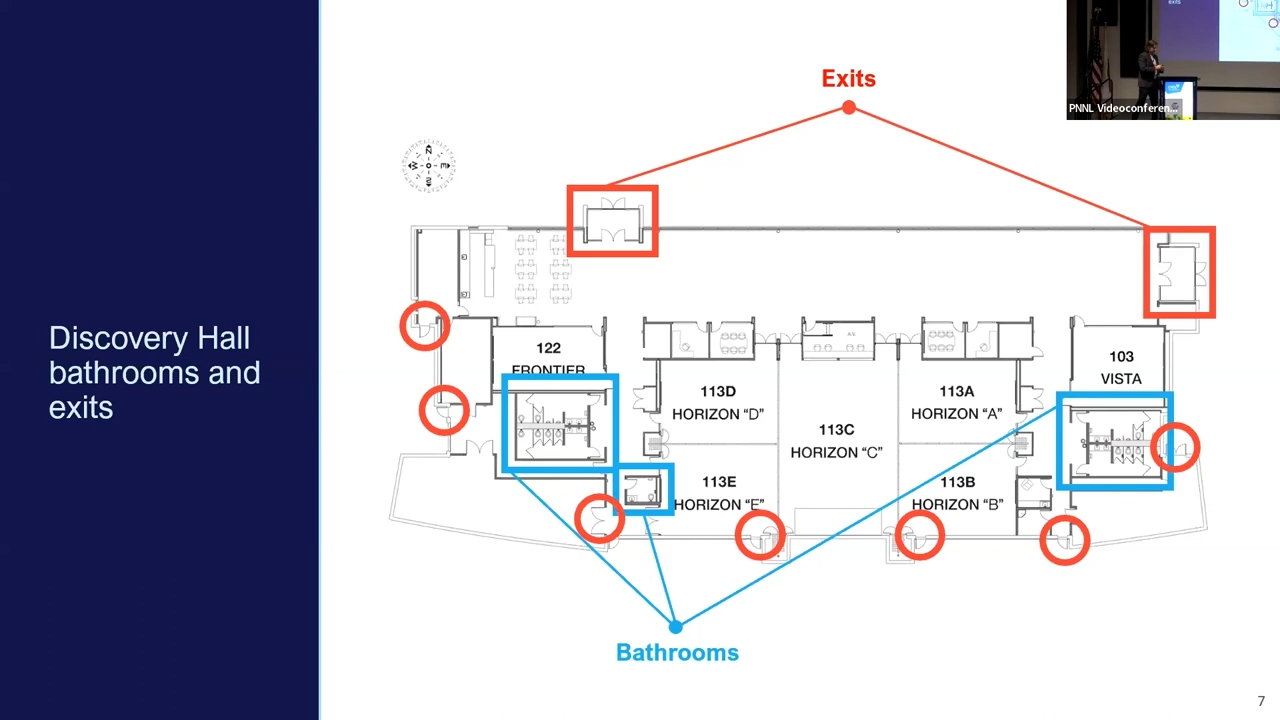 Discovery Hall
bathrooms and
exits
Exits
exits
PNNL Videoconferen...
N
W
E
S
122
FRONTIER
103
VISTA
113D
HORIZON “D”
113A
HORIZON “A”
113C
HORIZON “C”
113E
HORIZON “E”
113B
HORIZON “B”
Bathrooms
7